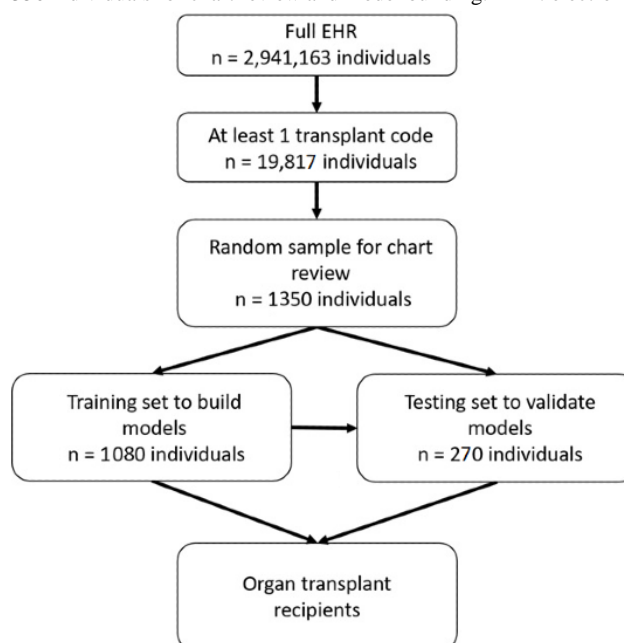 Full EHR
n = 2,941,163 individuals
At least 1 transplant code
n = 19,817 individuals
Random sample for chart
review
n = 1350 individuals
Training set to build
models
n = 1080 individuals
Testing set to validate
models
n = 270 individuals
Organ transplant
recipients